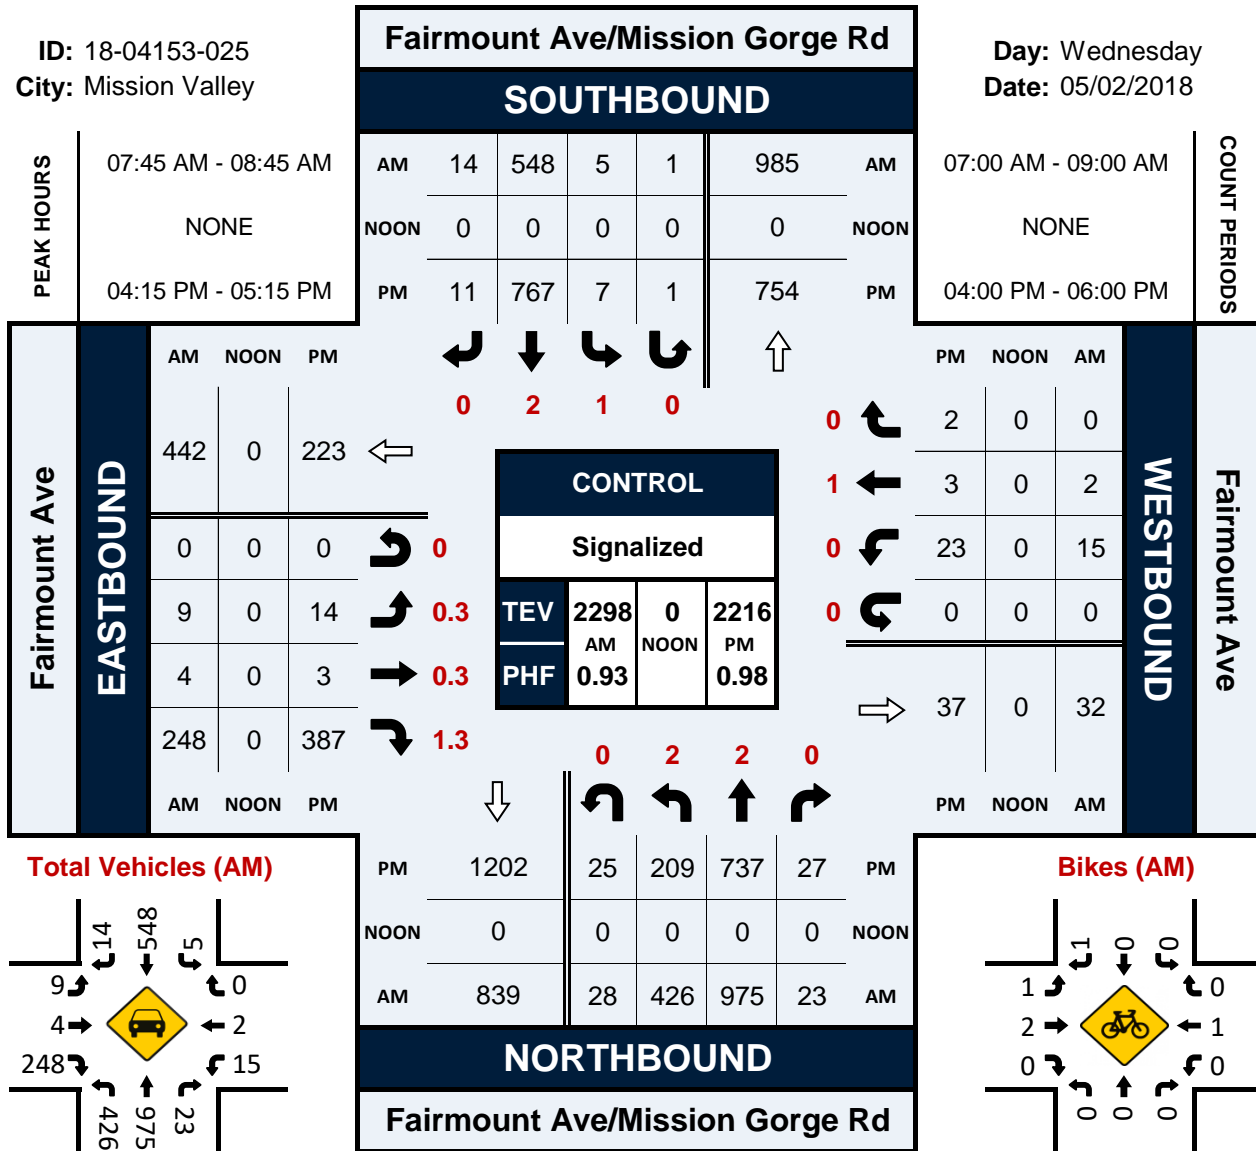 ID: 18-04153-025
City: Mission Valley
Fairmount Ave/Mission Gorge Rd
Day: Wednesday
Date: 05/02/2018
SOUTHBOUND
PEAK HOURS
07:45 AM - 08:45 AM
NONE
04:15 PM - 05:15 PM
AM 14 548 5 1 985 AM
NOON 0 0 0 0 0 NOON
PM 11 767 7 1 754 PM
07:00 AM - 09:00 AM
NONE
04:00 PM - 06:00 PM
COUNT PERIODS
0 2 1 0
Fairmount Ave
EASTBOUND
AM NOON PM
442 0 223
0 0 0 0
9 0 14 0.3
4 0 3 0.3
248 0 387 1.3
AM NOON PM
CONTROL
Signalized
TEV 2298 0 2216
AM NOON PM
PHF 0.93 0.98
PM NOON AM
0 2 0 0
1 3 0 2
0 23 0 15
0 0 0 0
37 0 32
PM NOON AM
WESTBOUND
Fairmount Ave
0 2 2 0
PM 1202 25 209 737 27 PM
NOON 0 0 0 0 0 NOON
AM 839 28 426 975 23 AM
NORTHBOUND
Fairmount Ave/Mission Gorge Rd
Total Vehicles (AM)
14 548 5
9 0
4 2
248 15
426 975 23
Bikes (AM)
1 0 0
1 0
2 1
0 0
0 0 0